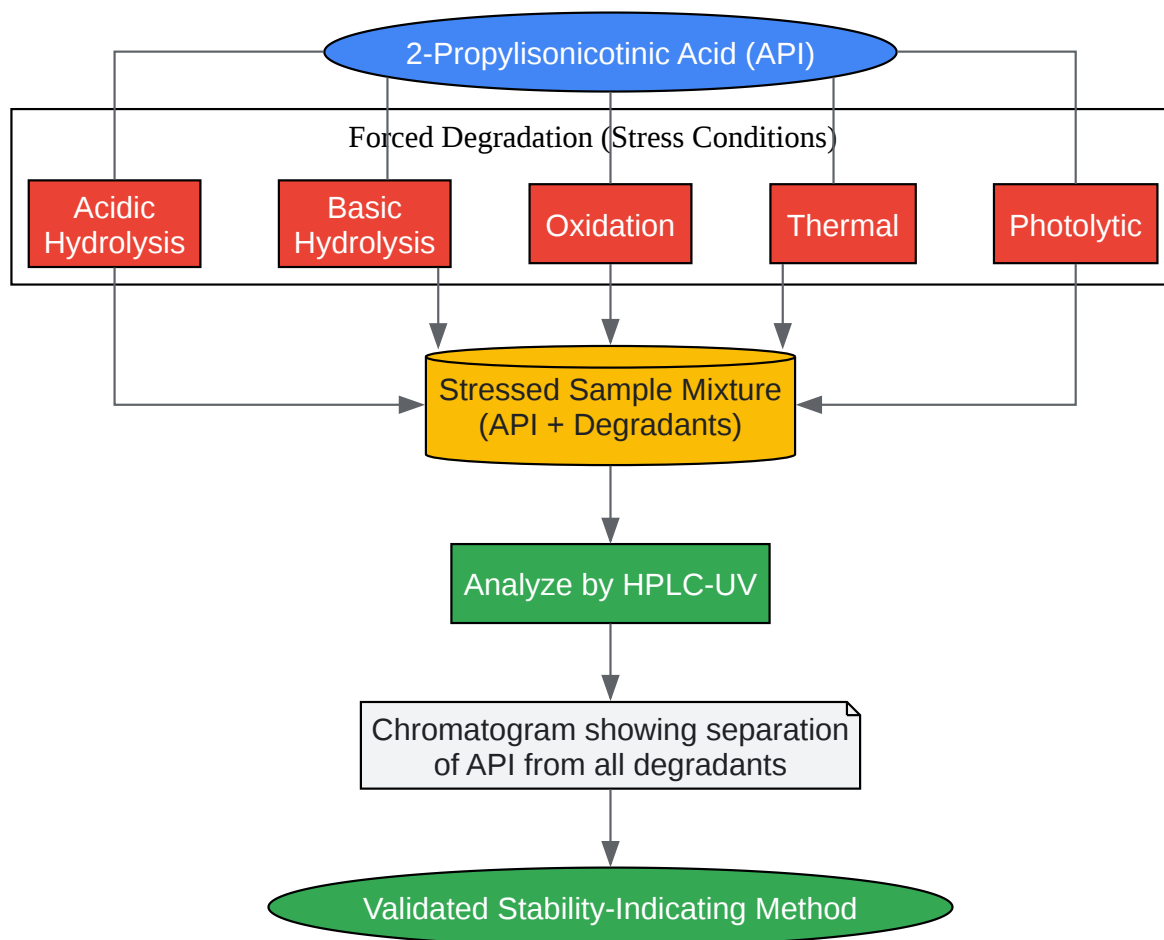 2-Propylisonicotinic Acid (API)
Forced Degradation (Stress Conditions)
Acidic
Hydrolysis
Basic
Hydrolysis
Oxidation
Thermal
Photolytic
Stressed Sample Mixture
(API + Degradants)
Analyze by HPLC-UV
Chromatogram showing separation
of API from all degradants
Validated Stability-Indicating Method